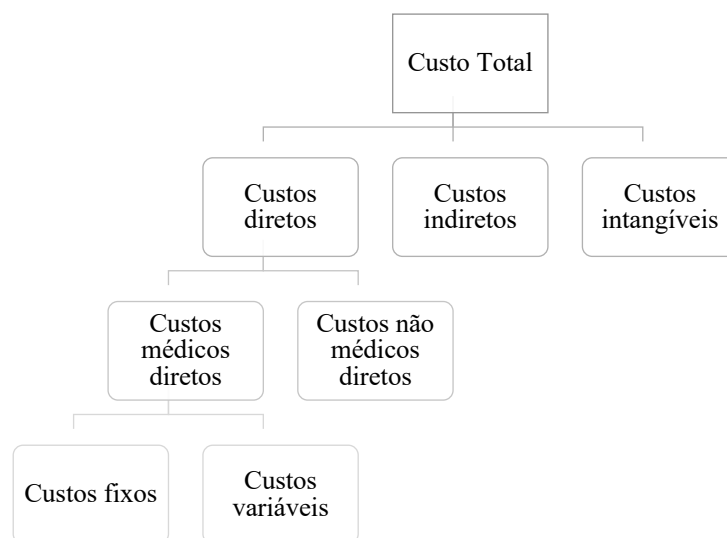 Custo Total
Custos
diretos
Custos
indiretos
Custos
intangíveis
Custos
médicos
diretos
Custos não
médicos
diretos
Custos fixos
Custos
variáveis